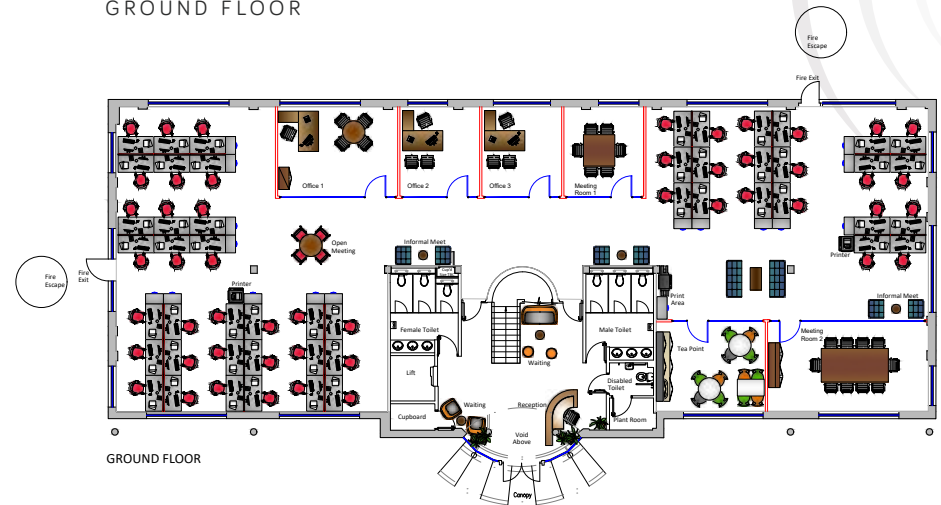 GROUND FLOOR
Fire
Escape
Fire Exit
Office 1
Office 2
Office 3
Meeting
Room 1
Open
Meeting
Informal Meet
Printer
Fire
Escape
Fire
Exit
Printer
Print
Area
Informal Meet
Female Toilet
Male Toilet
Waiting
Tea Point
Meeting
Room 2
Lift
Disabled
Toilet
Waiting
Reception
Cupboard
Plant Room
Void
Above
GROUND FLOOR
Canopy